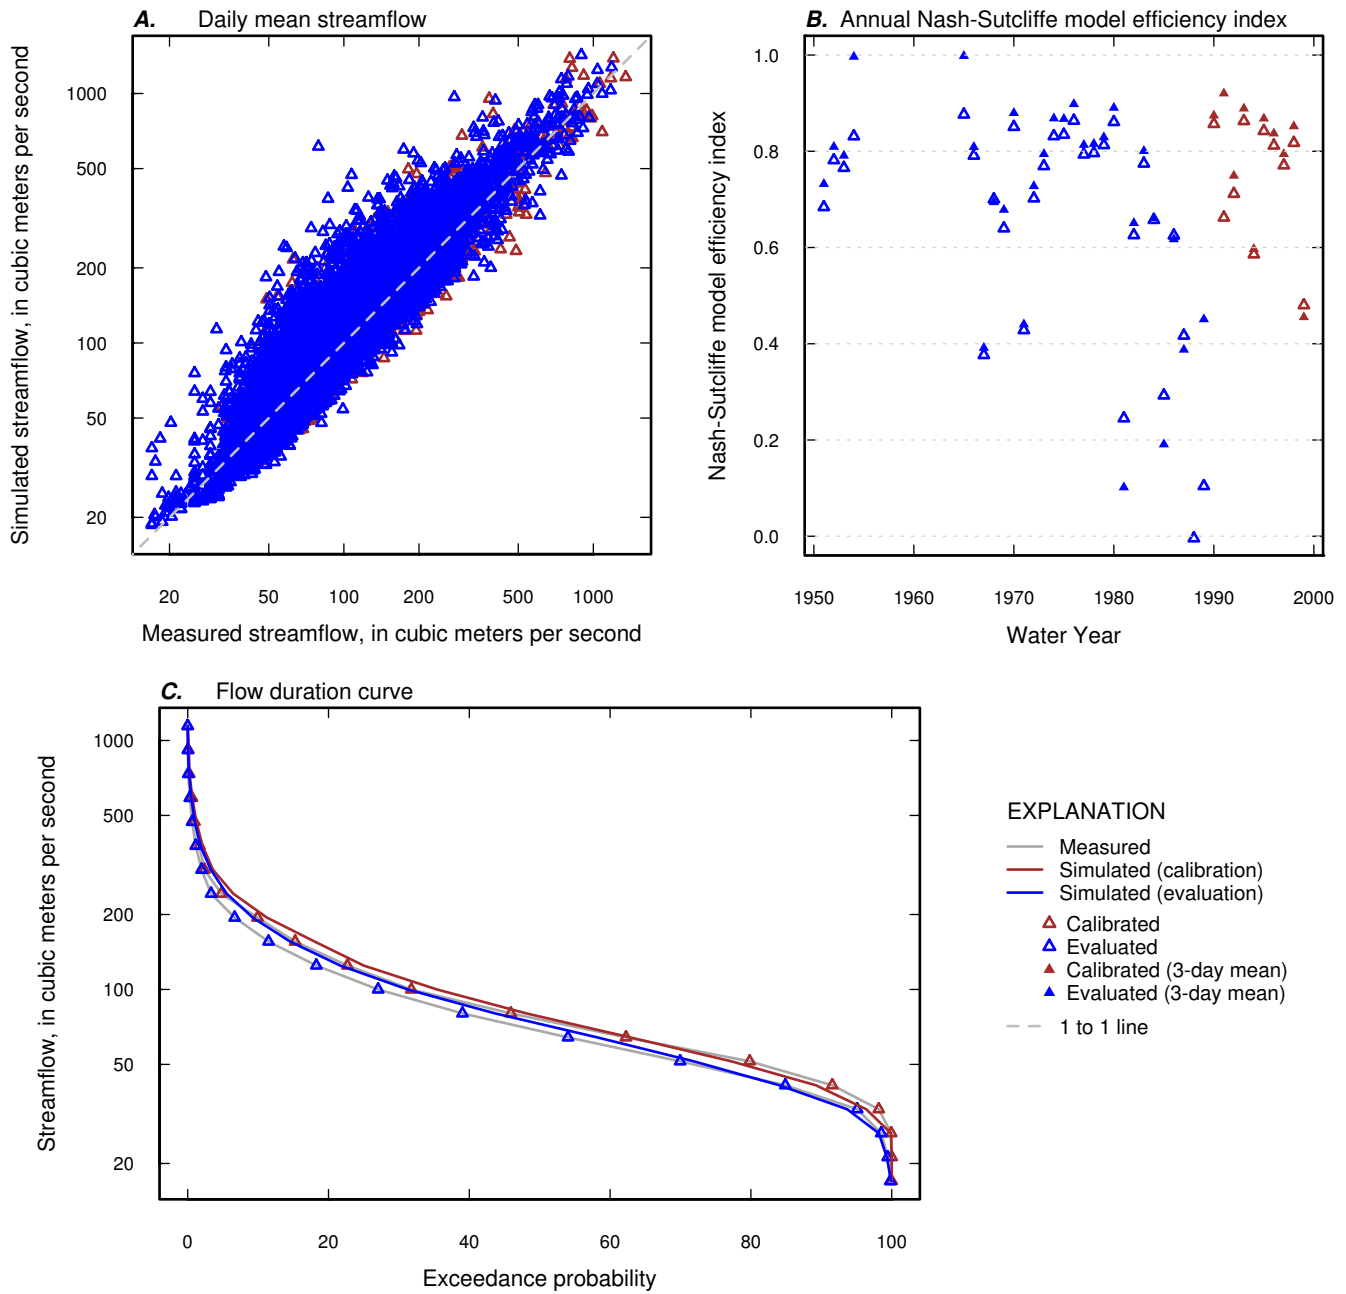 A. Daily mean streamflow
Simulated streamflow, in cubic meters per second
1000
500
200
100
50
20
20 50 100 200 500 1000
Measured streamflow, in cubic meters per second
B. Annual Nash-Sutcliffe model efficiency index
Nash-Sutcliffe model efficiency index
1.0
0.8
0.6
0.4
0.2
0.0
1950 1960 1970 1980 1990 2000
Water Year
C. Flow duration curve
Streamflow, in cubic meters per second
1000
500
200
100
50
20
0 20 40 60 80 100
Exceedance probability
EXPLANATION
Measured
Simulated (calibration)
Simulated (evaluation)
Calibrated
Evaluated
Calibrated (3-day mean)
Evaluated (3-day mean)
1 to 1 line